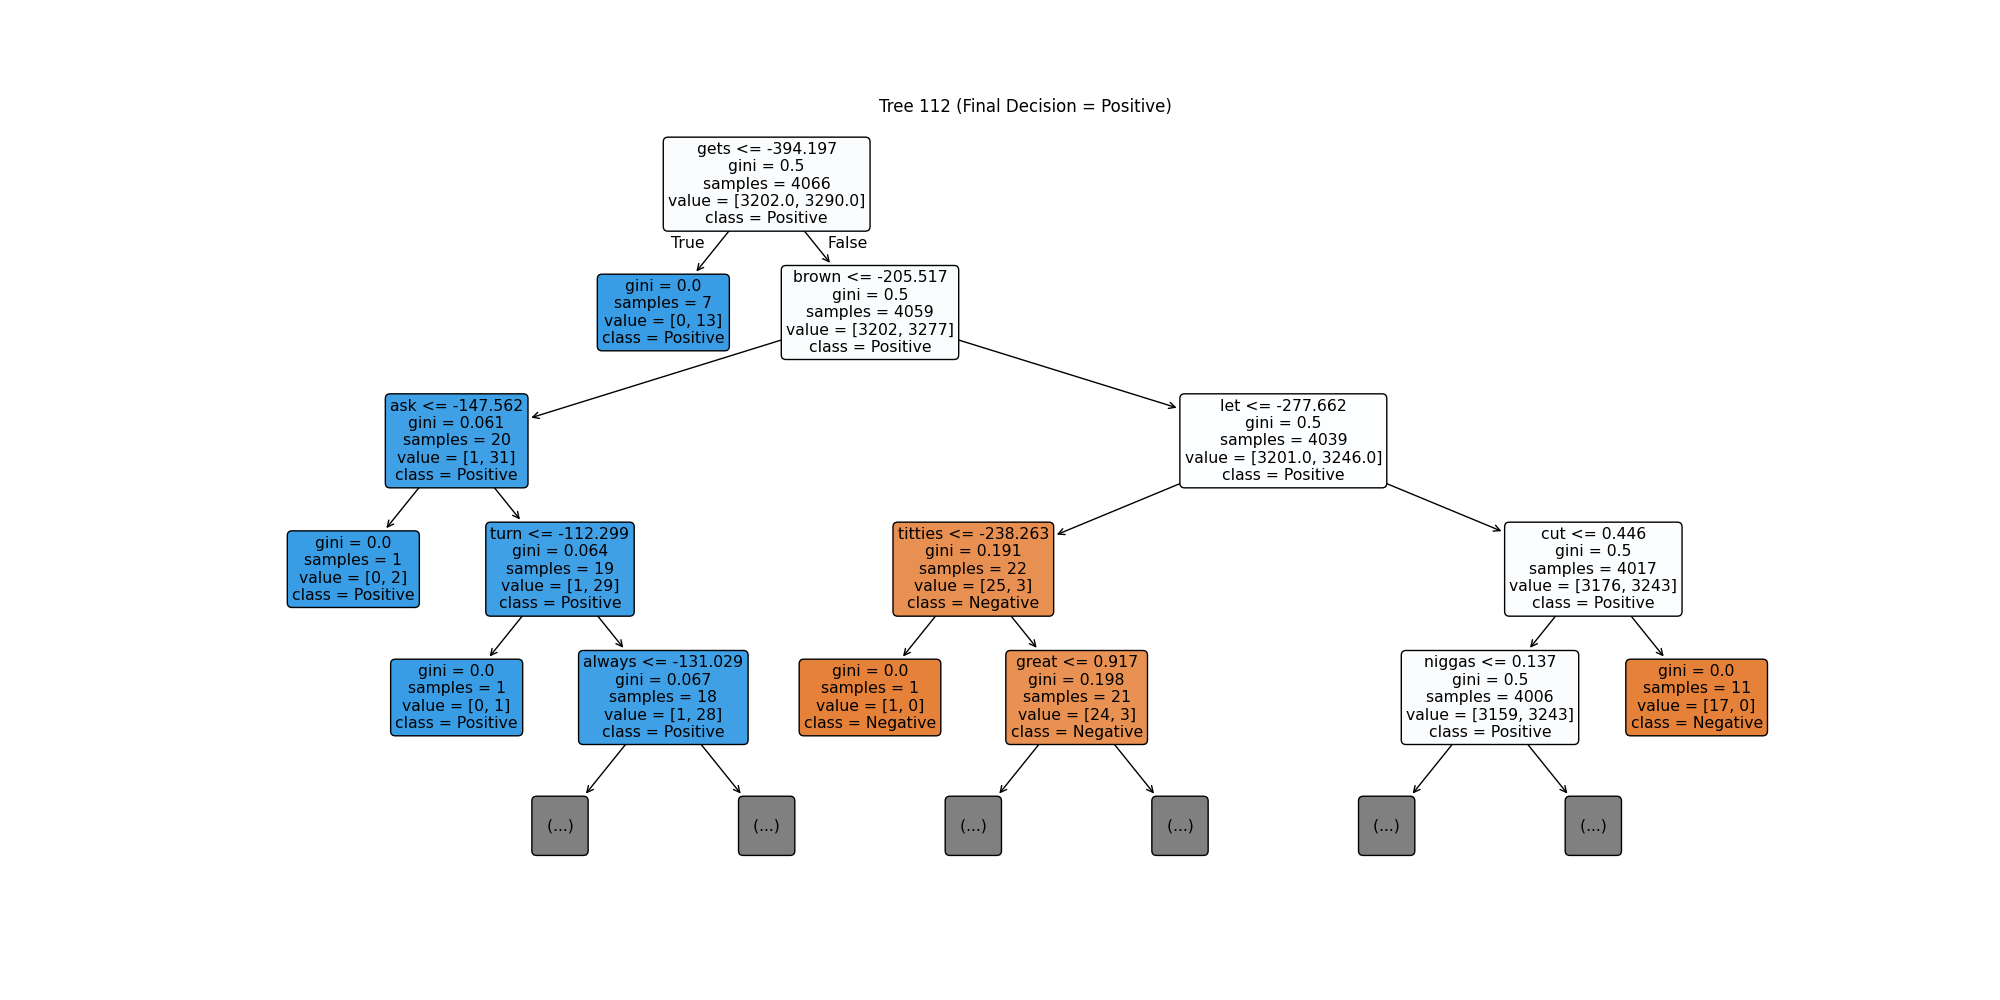 Tree 112 (Final Decision = Positive)
gets <= -394.197
gini = 0.5
samples = 4066
value = [3202.0, 3290.0]
class = Positive
True
False
gini = 0.0
samples = 7
value = [0, 13]
class = Positive
brown <= -205.517
gini = 0.5
samples = 4059
value = [3202, 3277]
class = Positive
ask <= -147.562
gini = 0.061
samples = 20
value = [1, 31]
class = Positive
let <= -277.662
gini = 0.5
samples = 4039
value = [3201.0, 3246.0]
class = Positive
gini = 0.0
samples = 1
value = [0, 2]
class = Positive
turn <= -112.299
gini = 0.064
samples = 19
value = [1, 29]
class = Positive
titties <= -238.263
gini = 0.191
samples = 22
value = [25, 3]
class = Negative
cut <= 0.446
gini = 0.5
samples = 4017
value = [3176, 3243]
class = Positive
gini = 0.0
samples = 1
value = [0, 1]
class = Positive
always <= -131.029
gini = 0.067
samples = 18
value = [1, 28]
class = Positive
gini = 0.0
samples = 1
value = [1, 0]
class = Negative
great <= 0.917
gini = 0.198
samples = 21
value = [24, 3]
class = Negative
niggas <= 0.137
gini = 0.5
samples = 4006
value = [3159, 3243]
class = Positive
gini = 0.0
samples = 11
value = [17, 0]
class = Negative
(...)
(...)
(...)
(...)
(...)
(...)